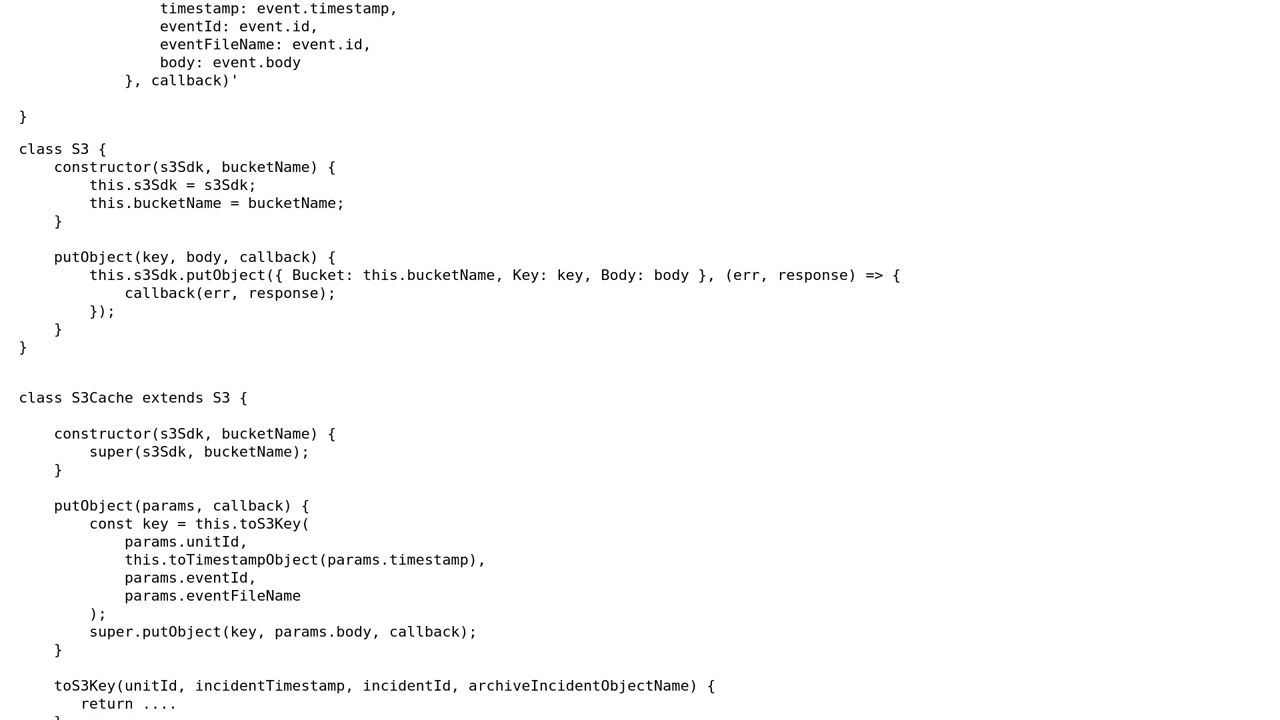 timestamp: event.timestamp,
eventId: event.id,
eventFileName: event.id,
body: event.body
}, callback)'
}
class S3 {
constructor(s3Sdk, bucketName) {
this.s3Sdk = s3Sdk;
this.bucketName = bucketName;
}
putObject(key, body, callback) {
this.s3Sdk.putObject({ Bucket: this.bucketName, Key: key, Body: body }, (err, response) => {
callback(err, response);
});
}
}
class S3Cache extends S3 {
constructor(s3Sdk, bucketName) {
super(s3Sdk, bucketName);
}
putObject(params, callback) {
const key = this.toS3Key(
params.unitId,
this.toTimestampObject(params.timestamp),
params.eventId,
params.eventFileName
);
super.putObject(key, params.body, callback);
}
toS3Key(unitId, incidentTimestamp, incidentId, archiveIncidentObjectName) {
return ....
}